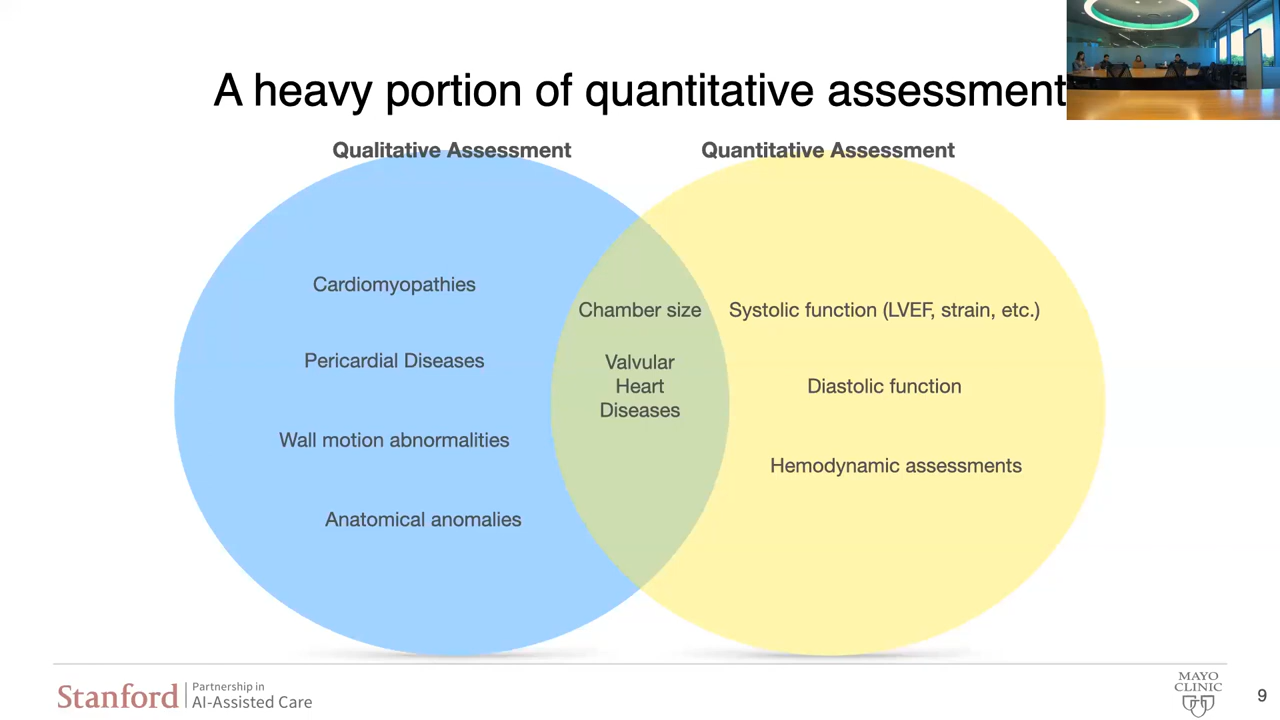 A heavy portion of quantitative assessment
Qualitative Assessment
Quantitative Assessment
Cardiomyopathies
Pericardial Diseases
Wall motion abnormalities
Anatomical anomalies
Chamber size
Valvular
Heart
Diseases
Systolic function (LVEF, strain, etc.)
Diastolic function
Hemodynamic assessments
Stanford
Partnership in
AI-Assisted Care
MAYO
CLINIC
9